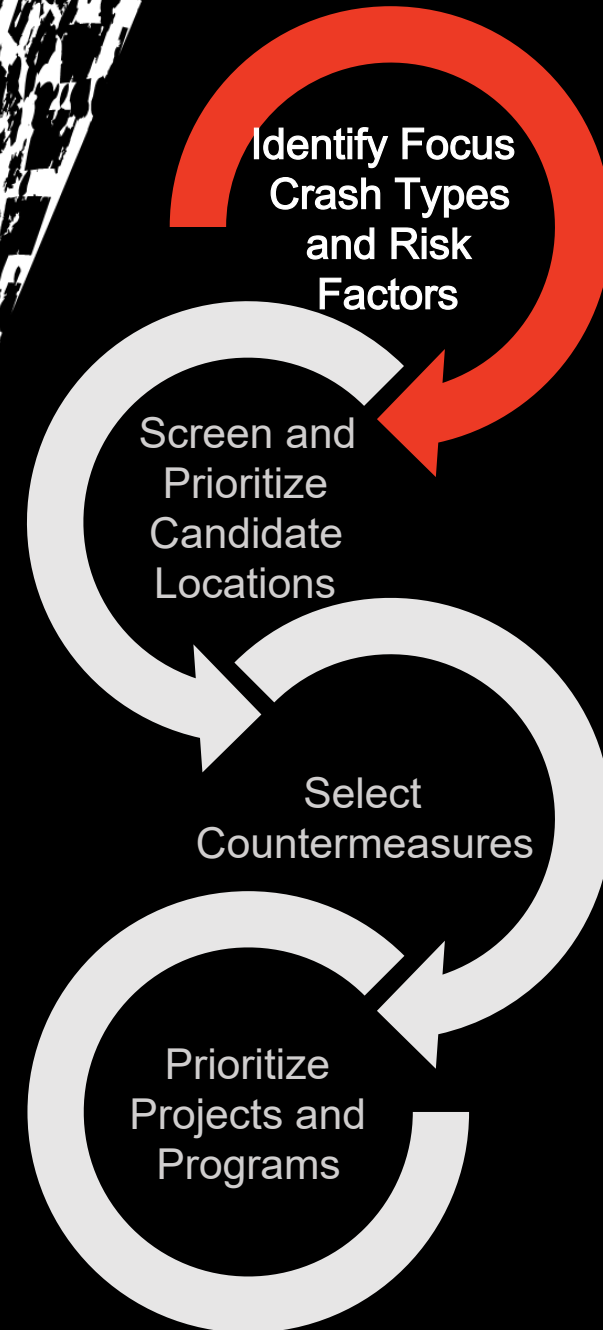 Identify Focus
Crash Types
and Risk
Factors
Screen and
Prioritize
Candidate
Locations
Select
Countermeasures
Prioritize
Projects and
Programs